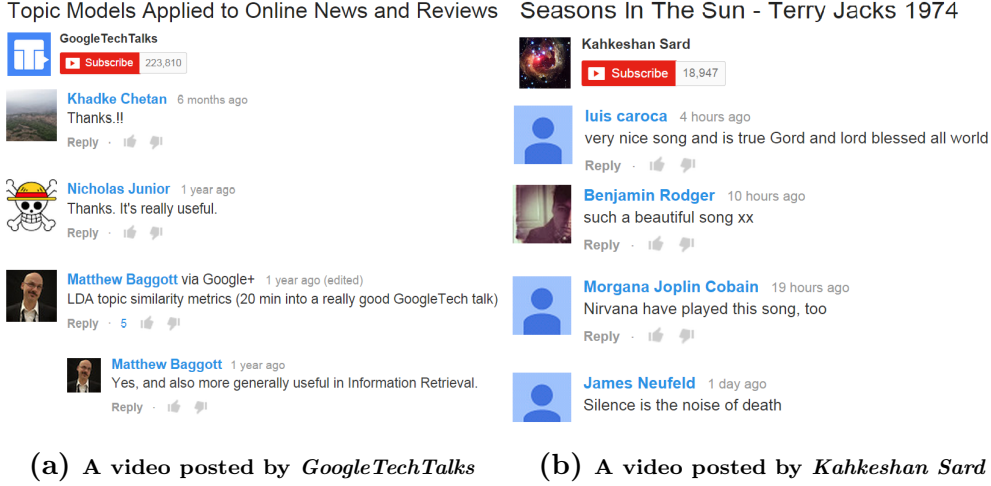 Topic Models Applied to Online News and Reviews
GoogleTechTalks
Subscribe 223,810
Khadke Chetan 6 months ago
Thanks.!!
Reply ·
Nicholas Junior 1 year ago
Thanks. It's really useful.
Reply ·
Matthew Baggott via Google+ 1 year ago (edited)
LDA topic similarity metrics (20 min into a really good GoogleTech talk)
Reply · 5
Matthew Baggott 1 year ago
Yes, and also more generally useful in Information Retrieval.
Reply ·
(a) A video posted by GoogleTechTalks
Seasons In The Sun - Terry Jacks 1974
Kahkeshan Sard
Subscribe 18,947
luis caroca 4 hours ago
very nice song and is true Gord and lord blessed all world
Reply ·
Benjamin Rodger 10 hours ago
such a beautiful song xx
Reply ·
Morgana Joplin Cobain 19 hours ago
Nirvana have played this song, too
Reply ·
James Neufeld 1 day ago
Silence is the noise of death
(b) A video posted by Kahkeshan Sard